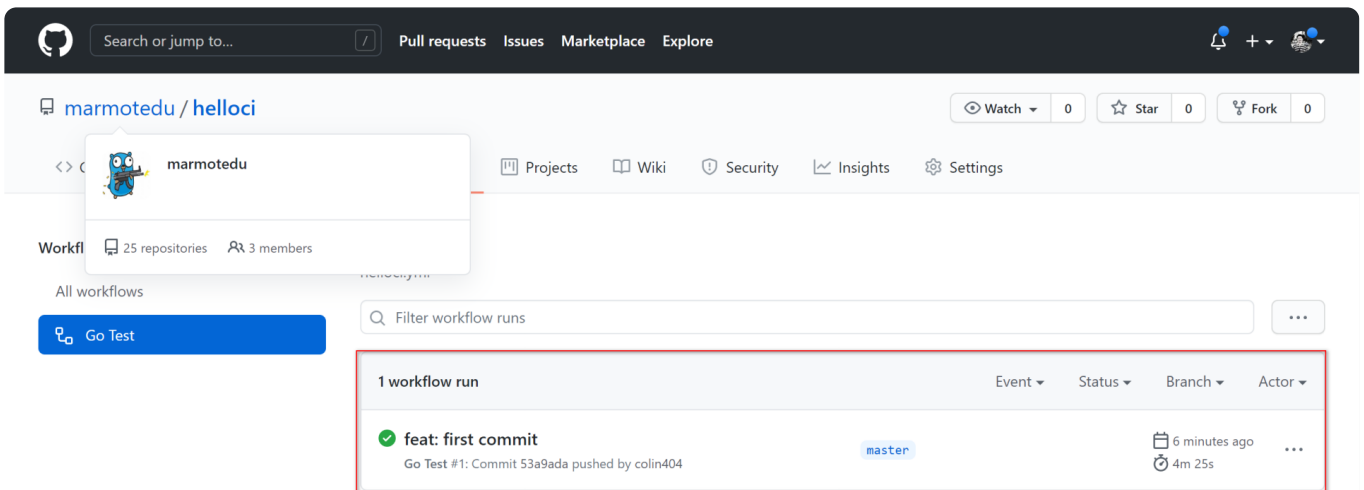 Search or jump to... / Pull requests Issues Marketplace Explore
marmotedu / helloci
Watch 0 Star 0 Fork 0
marmotedu
Projects Wiki Security Insights Settings
25 repositories 3 members
All workflows
Filter workflow runs ...
Go Test
1 workflow run Event Status Branch Actor
feat: first commit
master
6 minutes ago
Go Test #1: Commit 53a9ada pushed by colin404
4m 25s